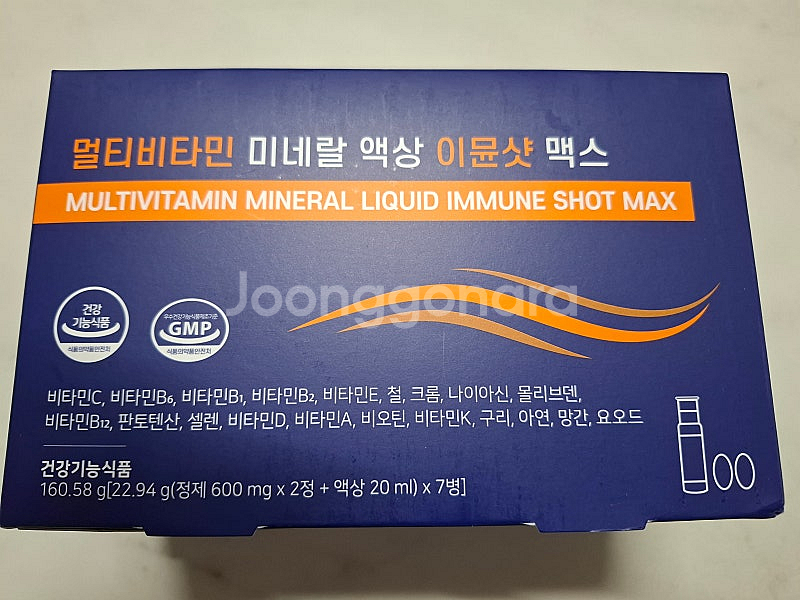 멀티비타민 미네랄 액상 이뮨샷 맥스
MULTIVITAMIN MINERAL LIQUID IMMUNE SHOT MAX
Joonggonara
건강
기능식품
식품의약품안전처
우수건강기능식품제조기준
GMP
식품의약품안전처
비타민C, 비타민B₆, 비타민B₁, 비타민B₂, 비타민E, 철, 크롬, 나이아신, 몰리브덴,
비타민B₁₂, 판토텐산, 셀렌, 비타민D, 비타민A, 비오틴, 비타민K, 구리, 아연, 망간, 요오드
건강기능식품
160.58 g[22.94 g(정제 600 mg x 2정 + 액상 20 ml) x 7병]